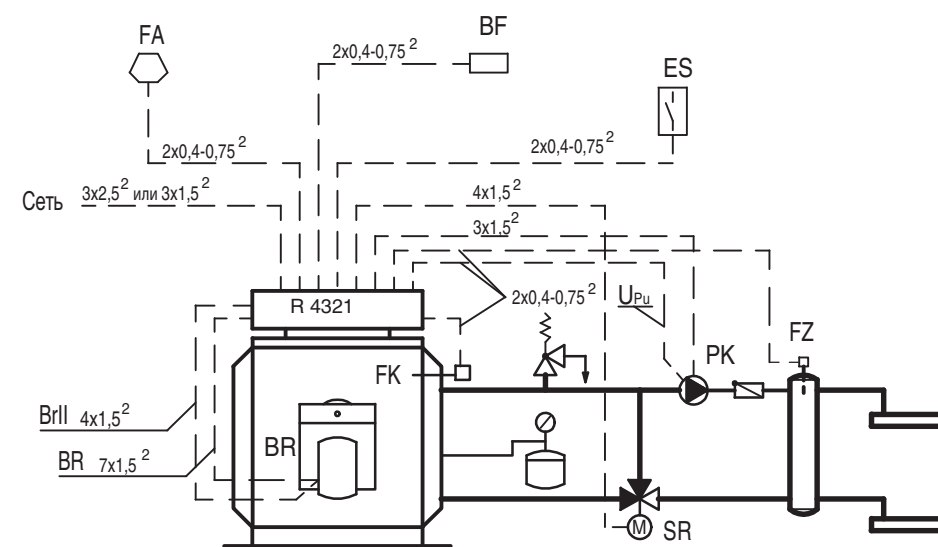 FA
BF
2x0,4-0,75²
ES
2x0,4-0,75²
2x0,4-0,75²
Сеть 3x2,5² или 3x1,5²
4x1,5²
3x1,5²
R 4321
2x0,4-0,75²
UPu
FZ
PK
FK
BrII 4x1,5²
BR
BR 7x1,5²
M
SR